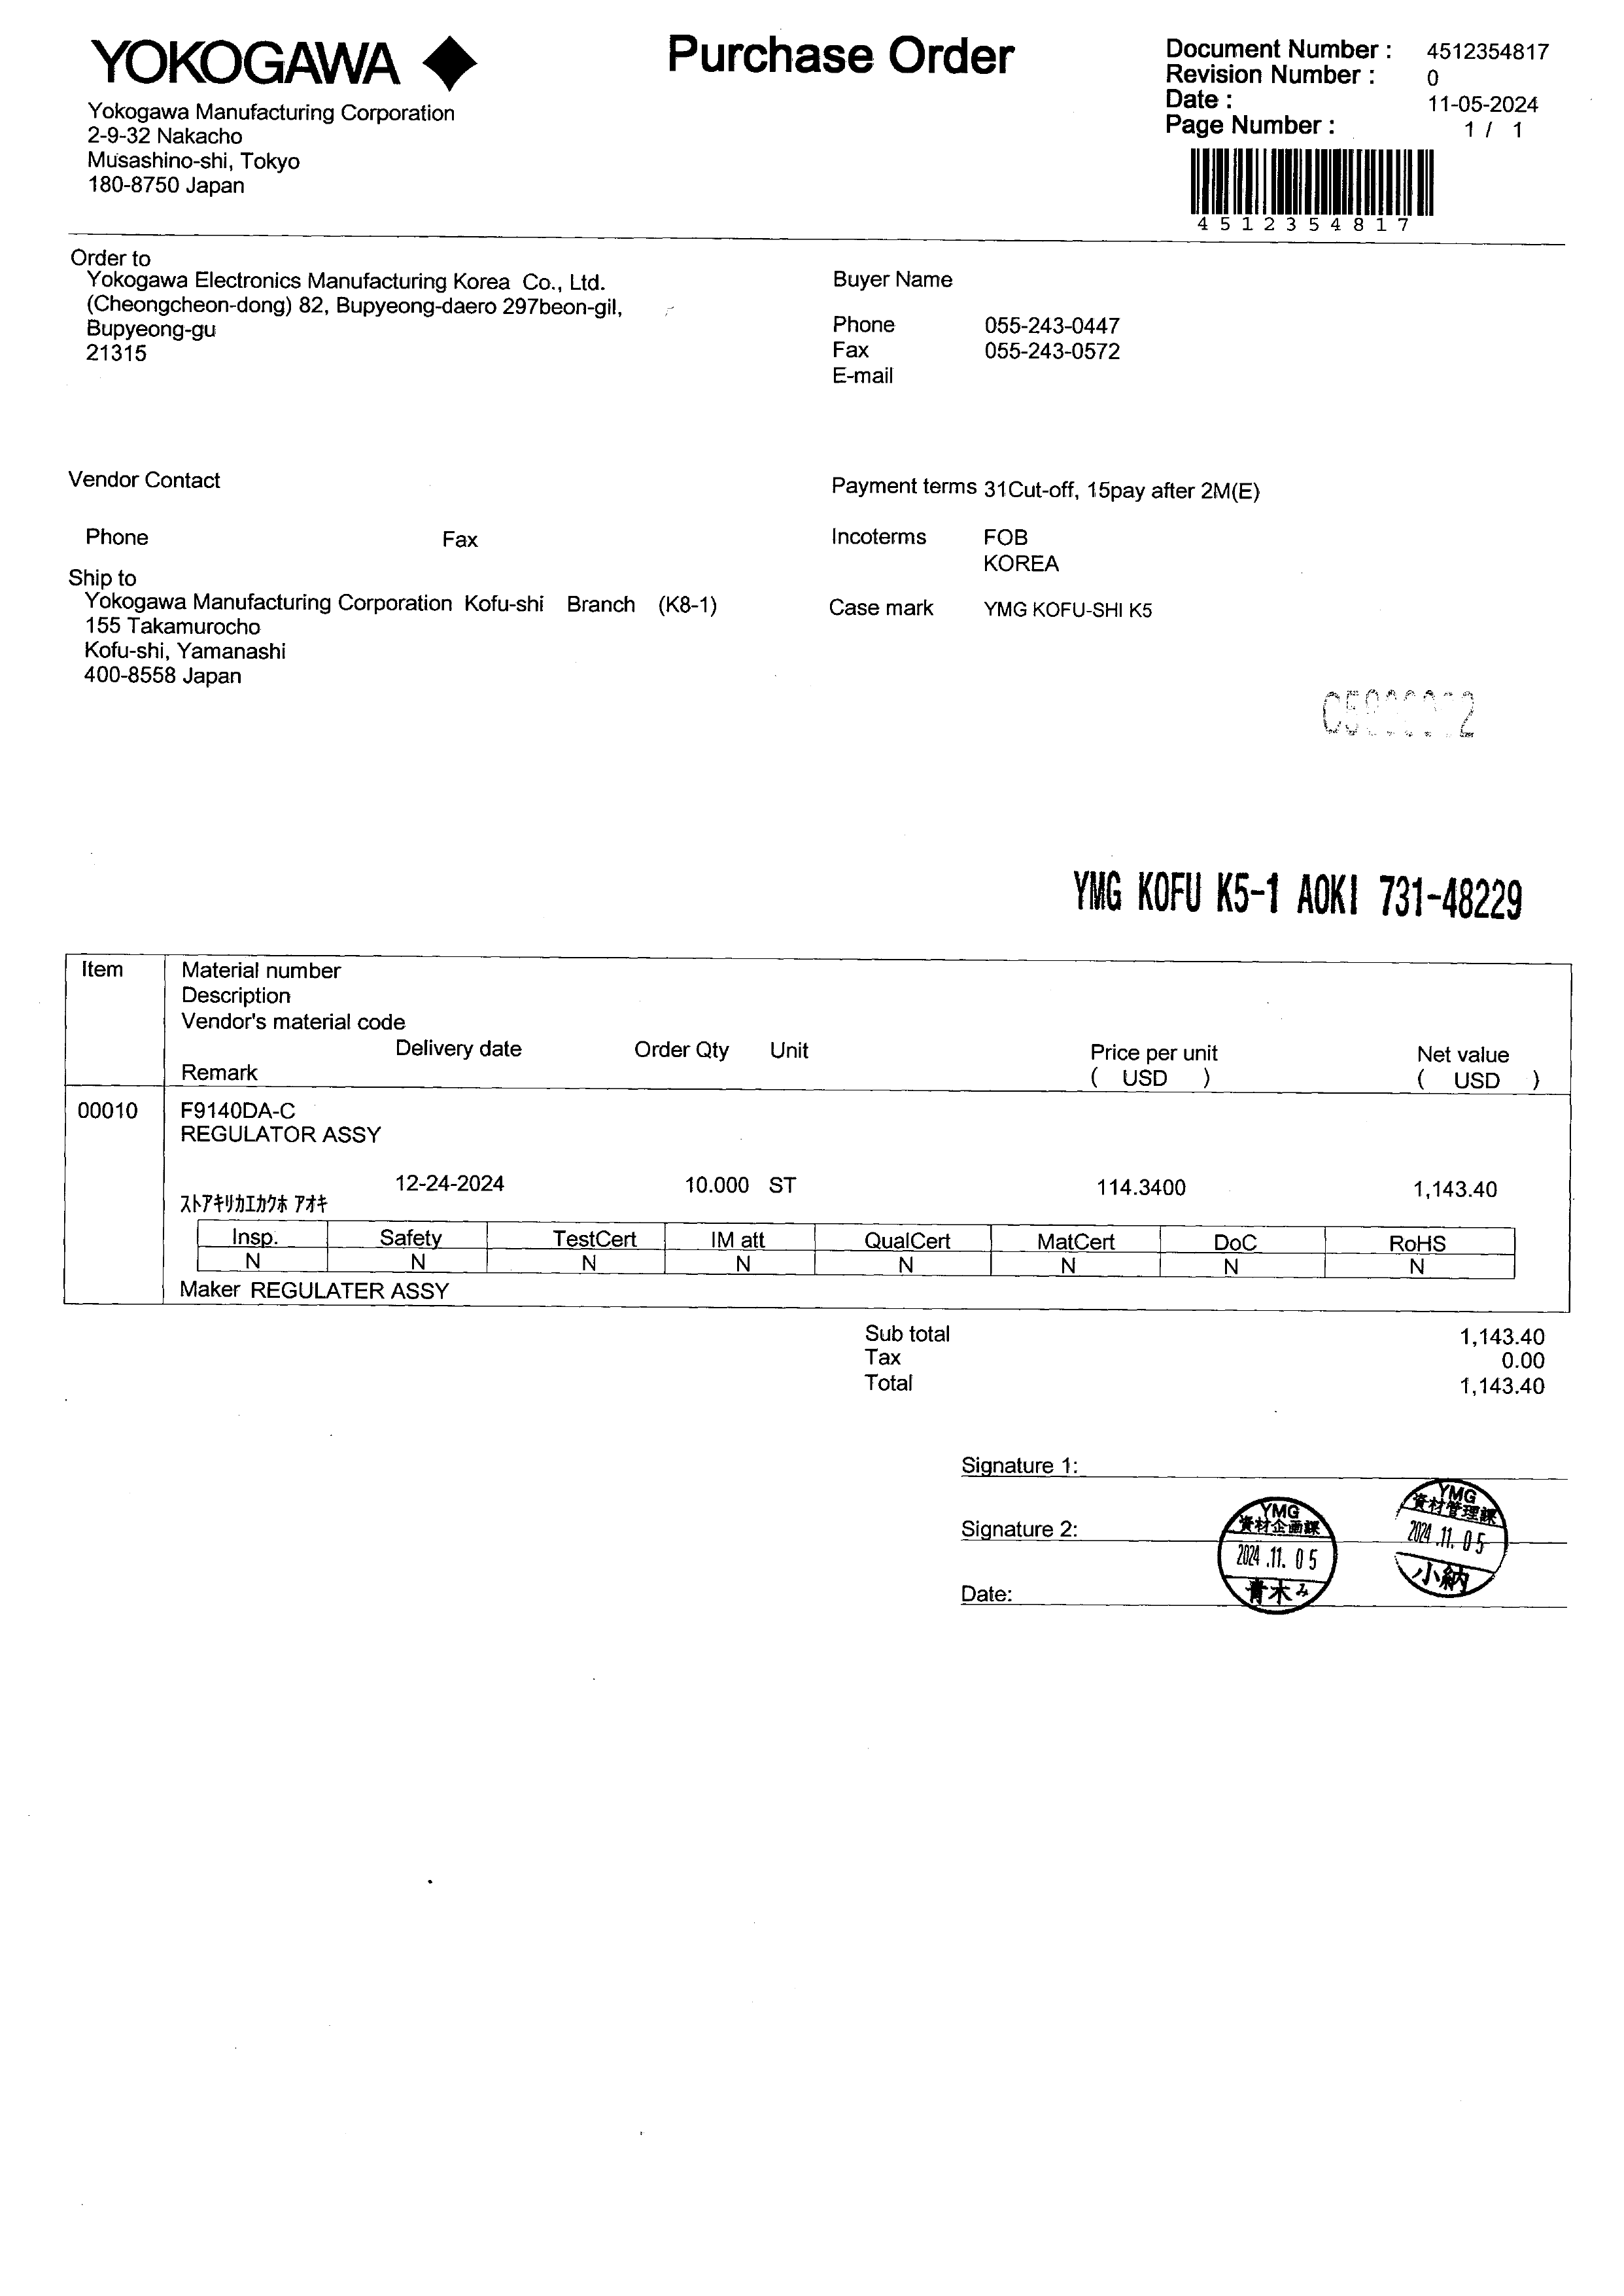 YOKOGAWA
Purchase Order
Document Number : 4512354817
Revision Number : 0
Date : 11-05-2024
Page Number : 1 / 1
4512354817
Yokogawa Manufacturing Corporation
2-9-32 Nakacho
Musashino-shi, Tokyo
180-8750 Japan
Order to
Yokogawa Electronics Manufacturing Korea Co., Ltd.
(Cheongcheon-dong) 82, Bupyeong-daero 297beon-gil,
Bupyeong-gu
21315
Buyer Name
Phone 055-243-0447
Fax 055-243-0572
E-mail
Vendor Contact
Phone Fax
Payment terms 31Cut-off, 15pay after 2M(E)
Incoterms FOB
KOREA
Ship to
Yokogawa Manufacturing Corporation Kofu-shi Branch (K8-1)
155 Takamurocho
Kofu-shi, Yamanashi
400-8558 Japan
Case mark YMG KOFU-SHI K5
YMG KOFU K5-1 AOKI 731-48229
Item Material number
Description
Vendor's material code
Delivery date Order Qty Unit Price per unit Net value
Remark ( USD ) ( USD )
00010 F9140DA-C
REGULATOR ASSY
12-24-2024 10.000 ST 114.3400 1,143.40
ｽﾄｱｷﾘｶｴｶｸﾎ ｱｵｷ
Insp. Safety TestCert IM att QualCert MatCert DoC RoHS
N N N N N N N N
Maker REGULATER ASSY
Sub total 1,143.40
Tax 0.00
Total 1,143.40
Signature 1:
Signature 2:
Date:
YMG
資材企画課
2024.11.05
青木み
YMG
資材管理課
2024.11.05
小納